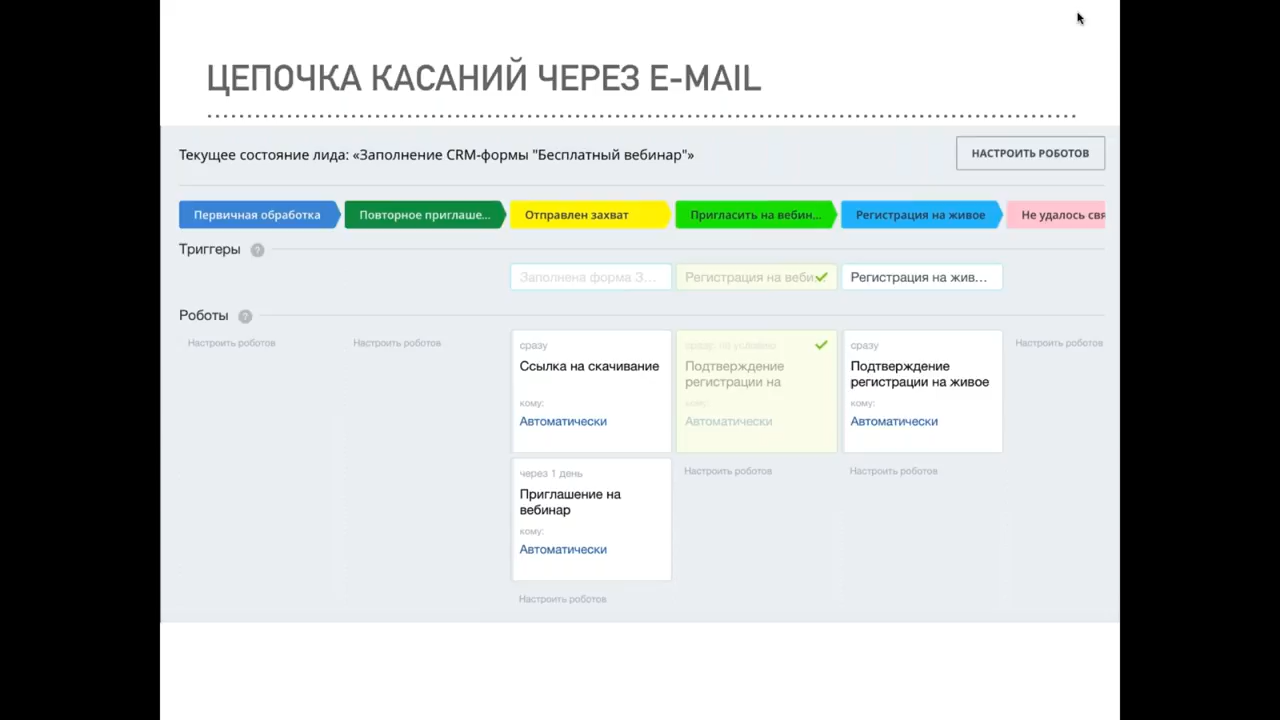 ЦЕПОЧКА КАСАНИЙ ЧЕРЕЗ E-MAIL
Текущее состояние лида: «Заполнение CRM-формы "Бесплатный вебинар"»
НАСТРОИТЬ РОБОТОВ
Первичная обработка
Повторное приглаше...
Отправлен захват
Пригласить на вебин...
Регистрация на живое
Не удалось свя
Триггеры ?
Заполнена форма З...
Регистрация на веби...
Регистрация на жив...
Роботы ?
Настроить роботов
Настроить роботов
сразу
Ссылка на скачивание
кому:
Автоматически
через 1 день
Приглашение на
вебинар
кому:
Автоматически
Настроить роботов
Подтверждение
регистрации на
кому:
Автоматически
Настроить роботов
сразу
Подтверждение
регистрации на живое
кому:
Автоматически
Настроить роботов
Настроить роботов